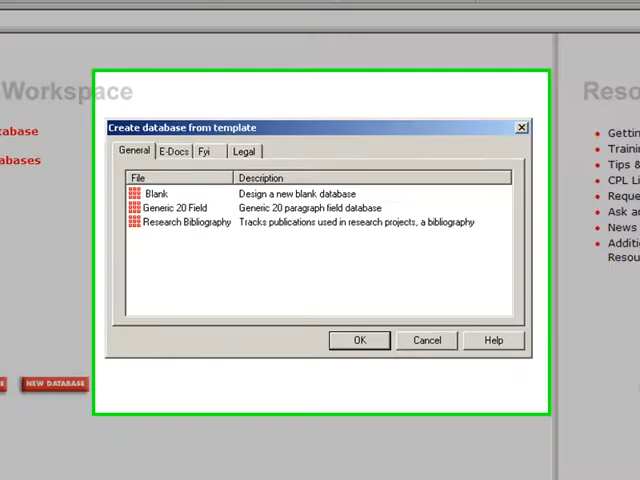 Workspace
Reso
tabase
abases
Create database from template
General E-Docs Fyi Legal
File Description
Blank Design a new blank database
Generic 20 Field Generic 20 paragraph field database
Research Bibliography Tracks publications used in research projects, a bibliography
OK Cancel Help
NEW DATABASE
Gettin
Trainin
Tips &
CPL Li
Reque
Ask a
News
Additi
Resou